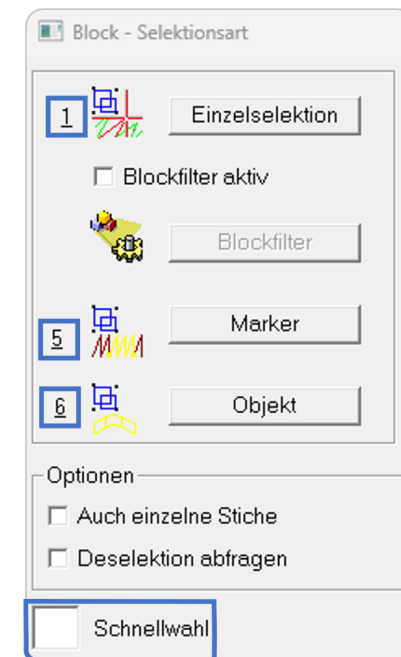 Block - Selektionsart
1 Einzelselektion
Blockfilter aktiv
Blockfilter
5 Marker
6 Objekt
Optionen
Auch einzelne Stiche
Deselektion abfragen
Schnellwahl